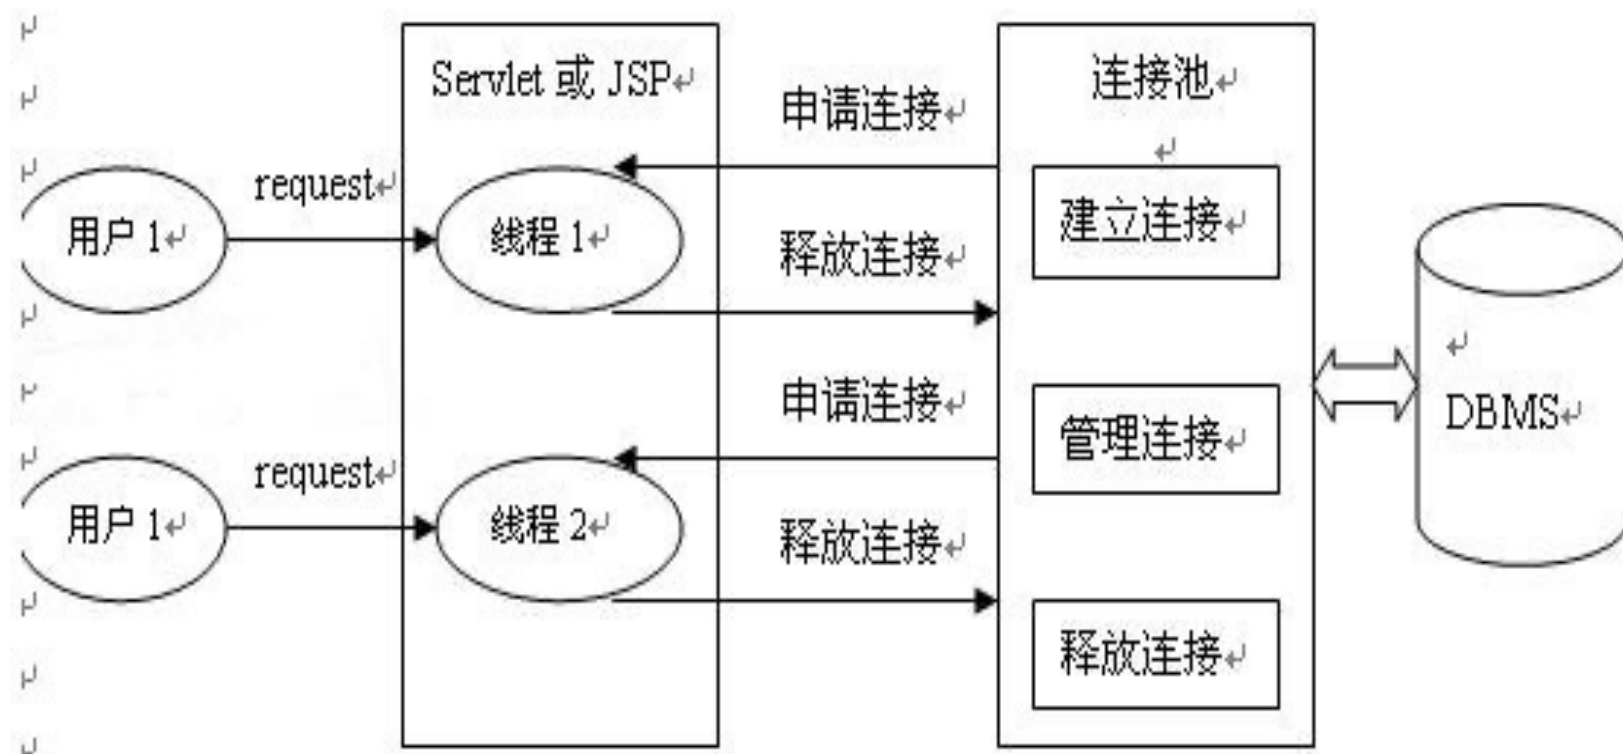 Servlet 或 JSP
连接池
申请连接
request
用户 1
线程 1
建立连接
释放连接
申请连接
管理连接
DBMS
request
用户 1
线程 2
释放连接
释放连接